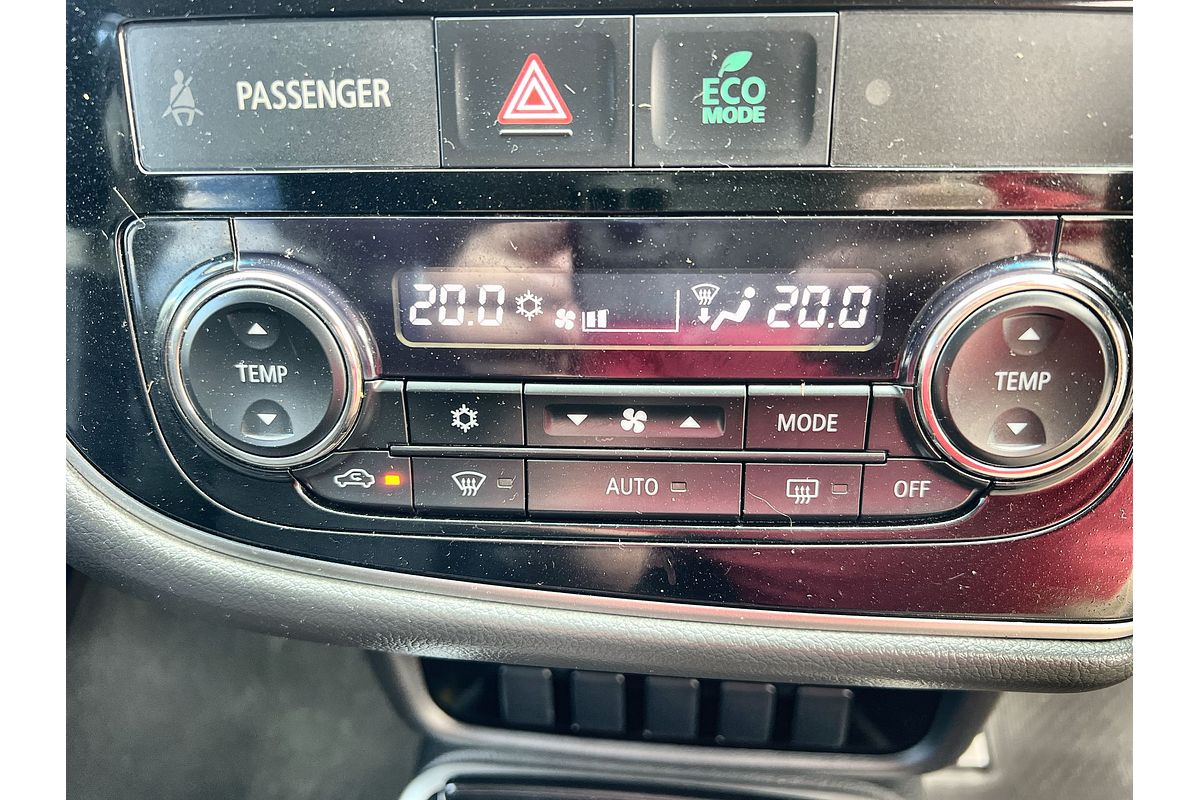 PASSENGER
ECO
MODE
20.0 20.0
TEMP
TEMP
MODE
AUTO
OFF